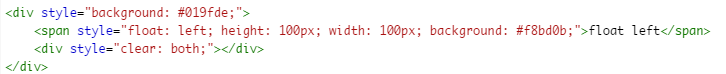 <div style="background: #019fde;">
    <span style="float: left; height: 100px; width: 100px; background: #f8bd0b;">float left</span>
    <div style="clear: both;"></div>
</div>